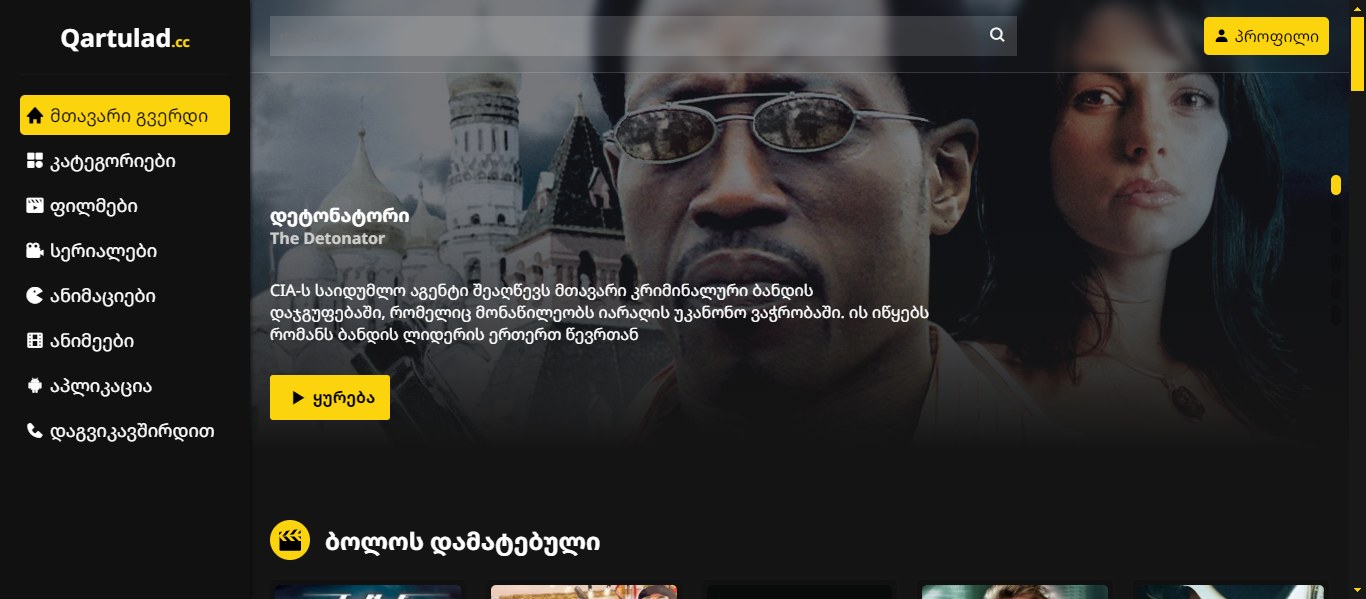 Qartulad.cc
პროფილი
მთავარი გვერდი
კატეგორიები
ფილმები
სერიალები
ანიმაციები
ანიმეები
აპლიკაცია
დაგვიკავშირდით
დეტონატორი
The Detonator
CIA-ს საიდუმლო აგენტი შეაღწევს მთავარი კრიმინალური ბანდის
დაჯგუფებაში, რომელიც მონაწილეობს იარაღის უკანონო ვაჭრობაში. ის იწყებს
რომანს ბანდის ლიდერის ერთერთ წევრთან
ყურება
ბოლოს დამატებული